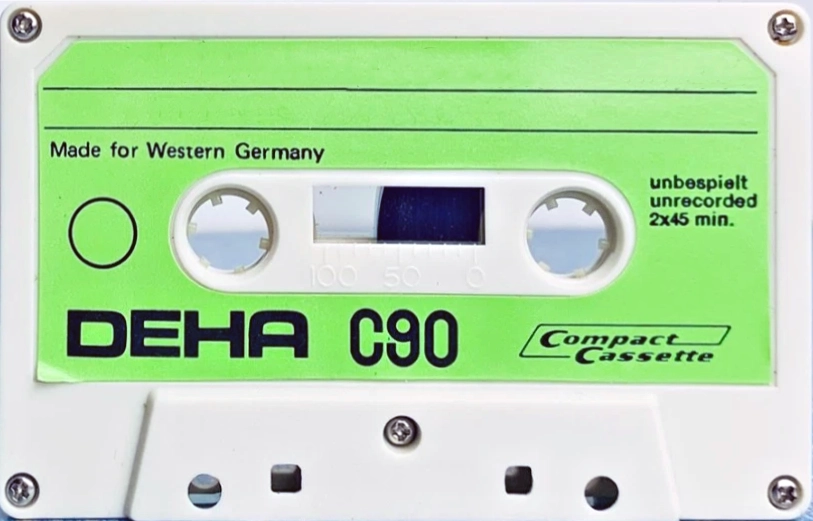 Made for Western Germany
unbespielt
unrecorded
2x45 min.
100 50 0
DEHA C90
Compact
Cassette